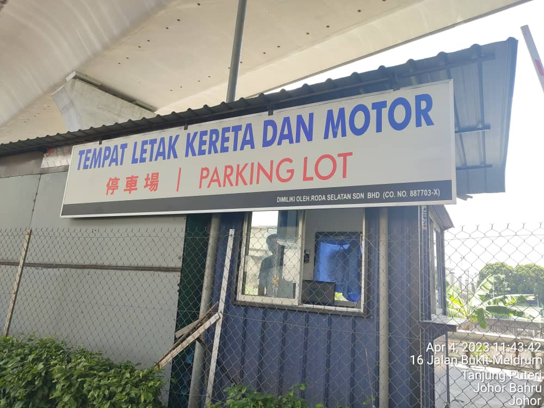 TEMPAT LETAK KERETA DAN MOTOR
停車場 | PARKING LOT
DIMILIKI OLEH.RODA SELATAN SDN BHD (CO. NO. 887703-X)
Apr 4, 2023 11:43:42
16 Jalan Bukit Meldrum
Tanjung Puteri
Johor Bahru
Johor